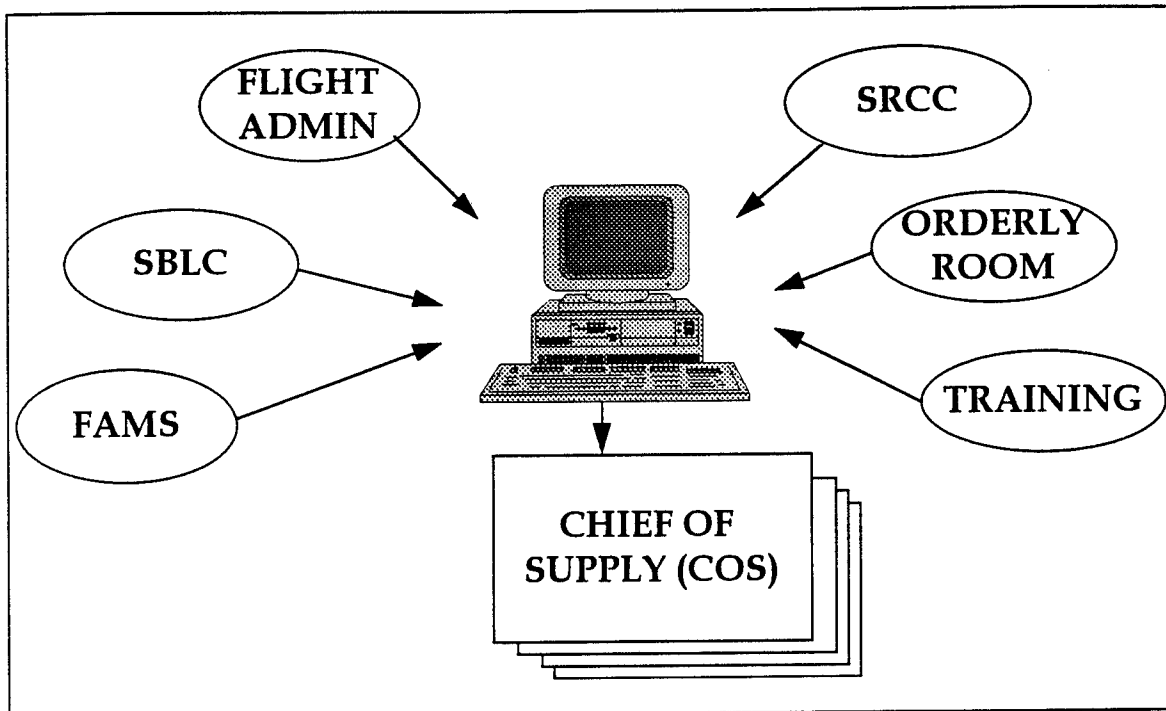 FLIGHT
ADMIN
SRCC
SBLC
ORDERLY
ROOM
FAMS
TRAINING
CHIEF OF
SUPPLY (COS)